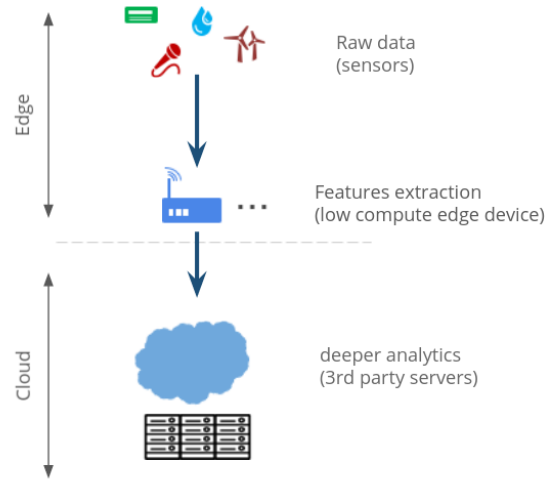 Raw data
(sensors)
Edge
Features extraction
(low compute edge device)
...
deeper analytics
(3rd party servers)
Cloud